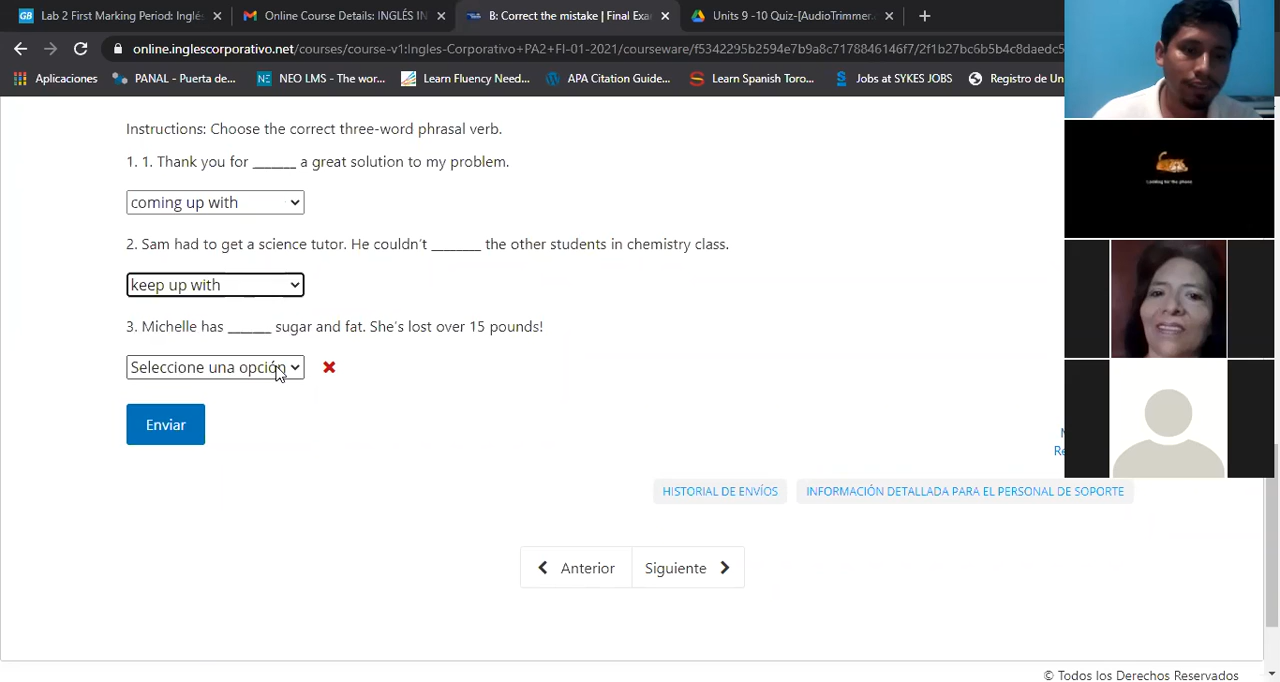 Lab 2 First Marking Period: Inglé
Online Course Details: INGLÉS IN
B: Correct the mistake | Final Exa
Units 9 -10 Quiz-[AudioTrimmer.
online.inglescorporativo.net/courses/course-v1:Ingles-Corporativo+PA2+FI-01-2021/courseware/f5342295b2594e7b9a8c7178846146f7/2f1b27bc6b5b4c8daedc5
Aplicaciones
PANAL - Puerta de...
NEO LMS - The wor...
Learn Fluency Need...
APA Citation Guide...
Learn Spanish Toro...
Jobs at SYKES JOBS
Registro de Un
Instructions: Choose the correct three-word phrasal verb.
1. 1. Thank you for ______ a great solution to my problem.
coming up with
2. Sam had to get a science tutor. He couldn't _______ the other students in chemistry class.
keep up with
3. Michelle has ______ sugar and fat. She's lost over 15 pounds!
Seleccione una opción
Enviar
HISTORIAL DE ENVÍOS
INFORMACIÓN DETALLADA PARA EL PERSONAL DE SOPORTE
Anterior
Siguiente
© Todos los Derechos Reservados